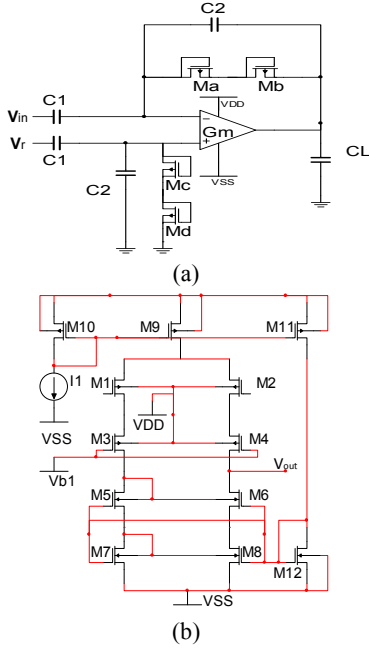 C2
Ma Mb
VDD
C1
Vin
Gm
−
+
Vr
C1
C2
VSS
CL
Mc
Md
(a)
M10 M9 M11
I1
M1 M2
VSS
VDD
M3 M4
Vb1
Vout
M5 M6
M7 M8
M12
VSS
(b)